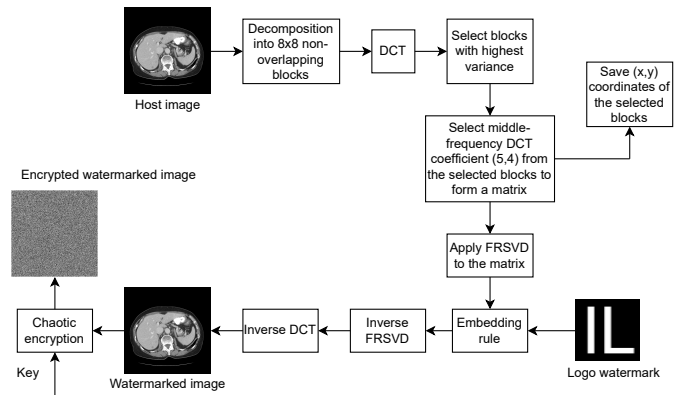 Host image
Decomposition
into 8x8 non-
overlapping
blocks
DCT
Select blocks
with highest
variance
Save (x,y)
coordinates of
the selected
blocks
Select middle-
frequency DCT
coefficient (5,4) from
the selected blocks to
form a matrix
Encrypted watermarked image
Apply FRSVD
to the matrix
Chaotic
encryption
Key
Watermarked image
Inverse DCT
Inverse
FRSVD
Embedding
rule
IL
Logo watermark